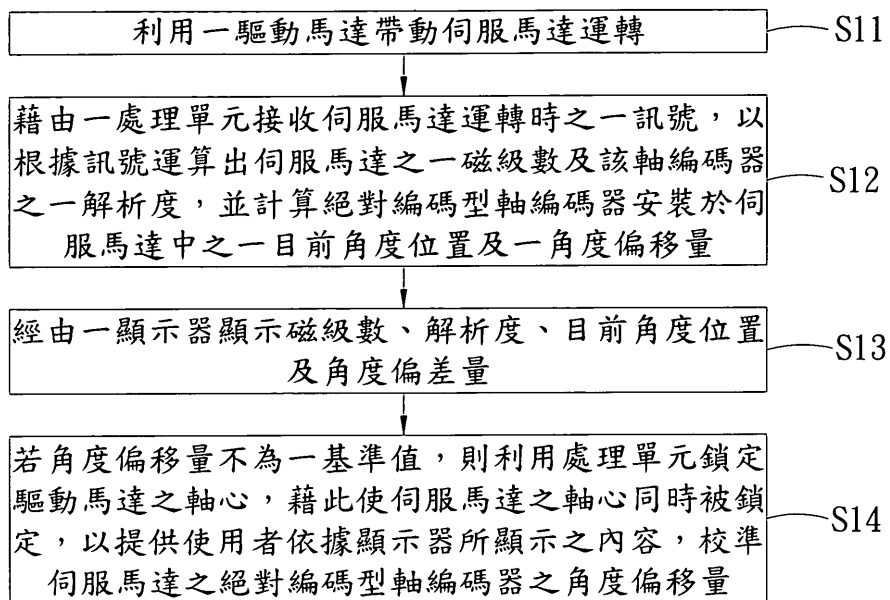 利用一驅動馬達帶動伺服馬達運轉
S11
藉由一處理單元接收伺服馬達運轉時之一訊號，以
根據訊號運算出伺服馬達之一磁級數及該軸編碼器
之一解析度，並計算絕對編碼型軸編碼器安裝於伺
服馬達中之一目前角度位置及一角度偏移量
S12
經由一顯示器顯示磁級數、解析度、目前角度位置
及角度偏差量
S13
若角度偏移量不為一基準值，則利用處理單元鎖定
驅動馬達之軸心，藉此使伺服馬達之軸心同時被鎖
定，以提供使用者依據顯示器所顯示之內容，校準
伺服馬達之絕對編碼型軸編碼器之角度偏移量
S14